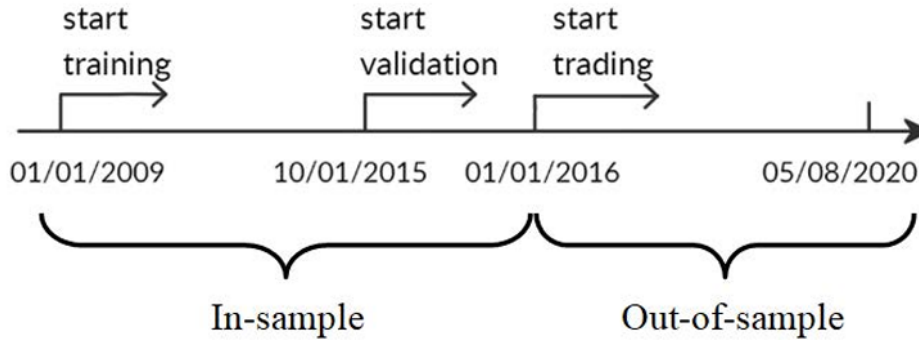 start
training
start
validation
start
trading
01/01/2009
10/01/2015
01/01/2016
05/08/2020
In-sample
Out-of-sample